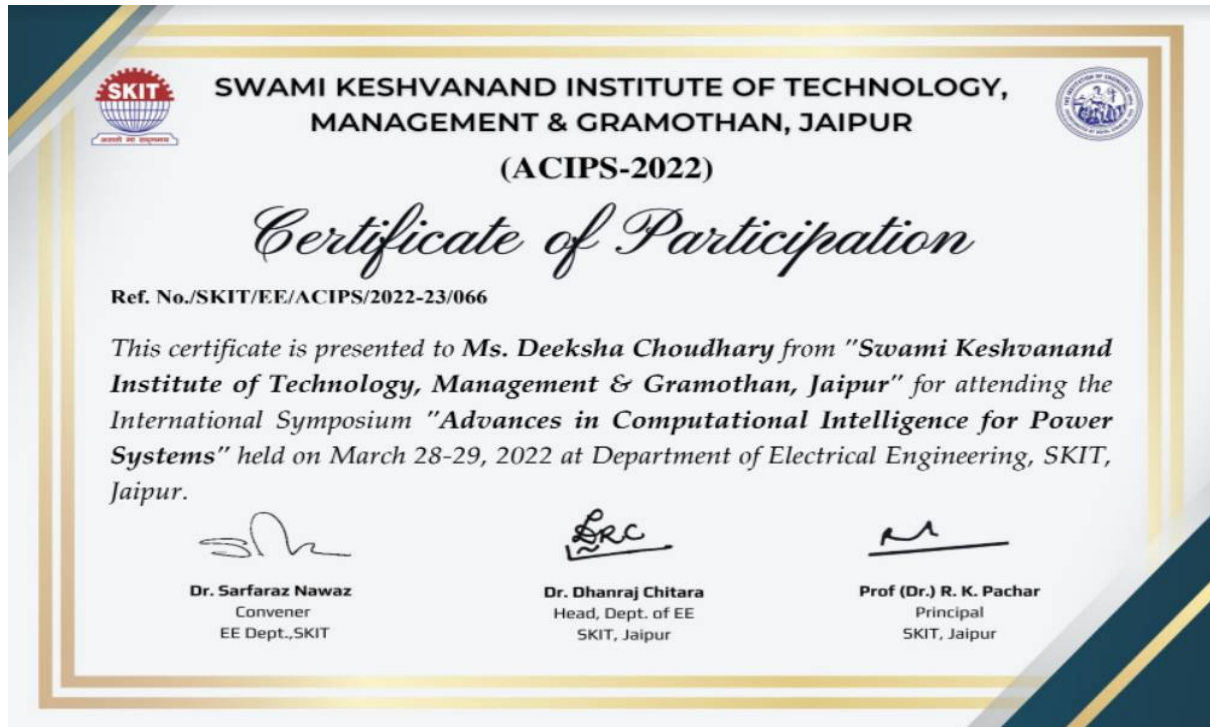 SKIT
SWAMI KESHVANAND INSTITUTE OF TECHNOLOGY,
MANAGEMENT & GRAMOTHAN, JAIPUR
(ACIPS-2022)
Certificate of Participation
Ref. No./SKIT/EE/ACIPS/2022-23/066
This certificate is presented to Ms. Deeksha Choudhary from "Swami Keshvanand
Institute of Technology, Management & Gramothan, Jaipur" for attending the
International Symposium "Advances in Computational Intelligence for Power
Systems" held on March 28-29, 2022 at Department of Electrical Engineering, SKIT,
Jaipur.
DRC
Dr. Sarfaraz Nawaz
Convener
EE Dept.,SKIT
Dr. Dhanraj Chitara
Head, Dept. of EE
SKIT, Jaipur
Prof (Dr.) R. K. Pachar
Principal
SKIT, Jaipur